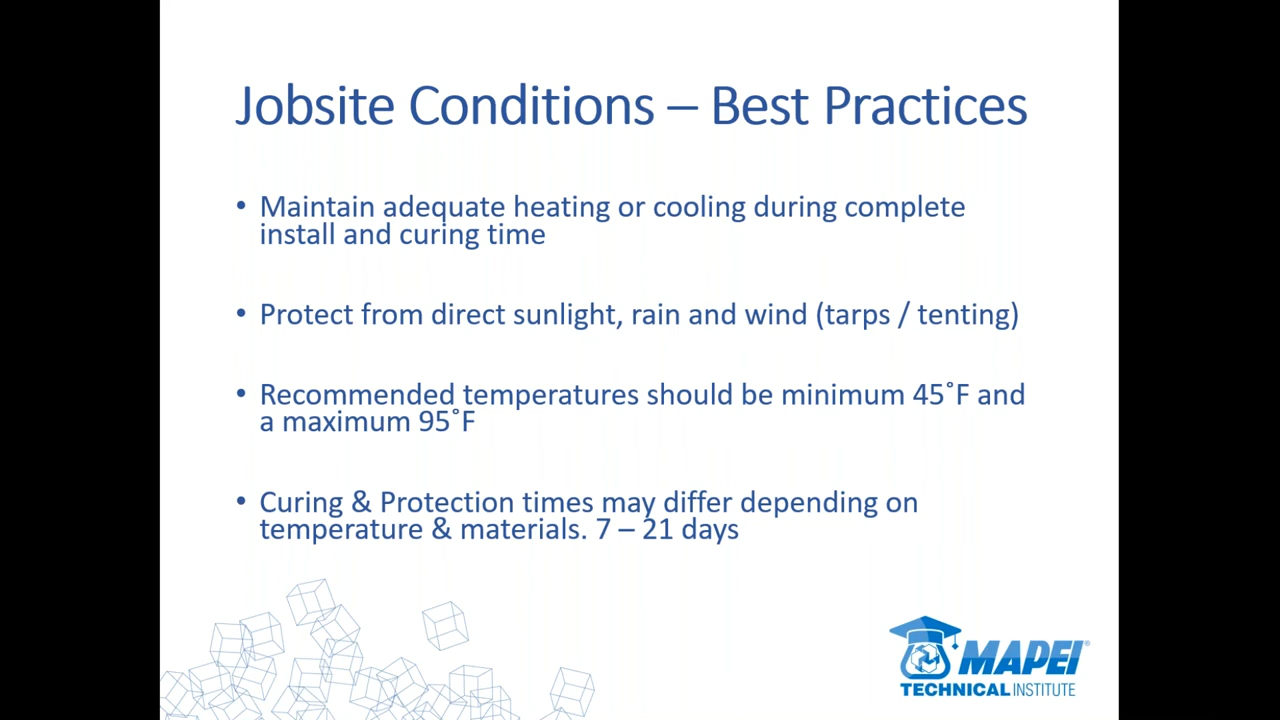 Jobsite Conditions – Best Practices
• Maintain adequate heating or cooling during complete
install and curing time
• Protect from direct sunlight, rain and wind (tarps / tenting)
• Recommended temperatures should be minimum 45˚F and
a maximum 95˚F
• Curing & Protection times may differ depending on
temperature & materials. 7 – 21 days
MAPEI®
TECHNICAL INSTITUTE